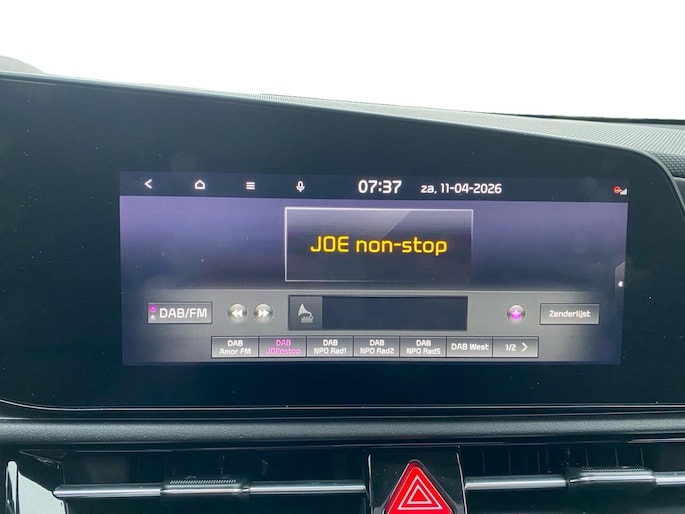 07:37 za, 11-04-2026
JOE non-stop
DAB/FM
Zenderlijst
DAB
Amor FM
DAB
JOEnstop
DAB
NPO Rad1
DAB
NPO Rad2
DAB
NPO Rad5
DAB West
1/2